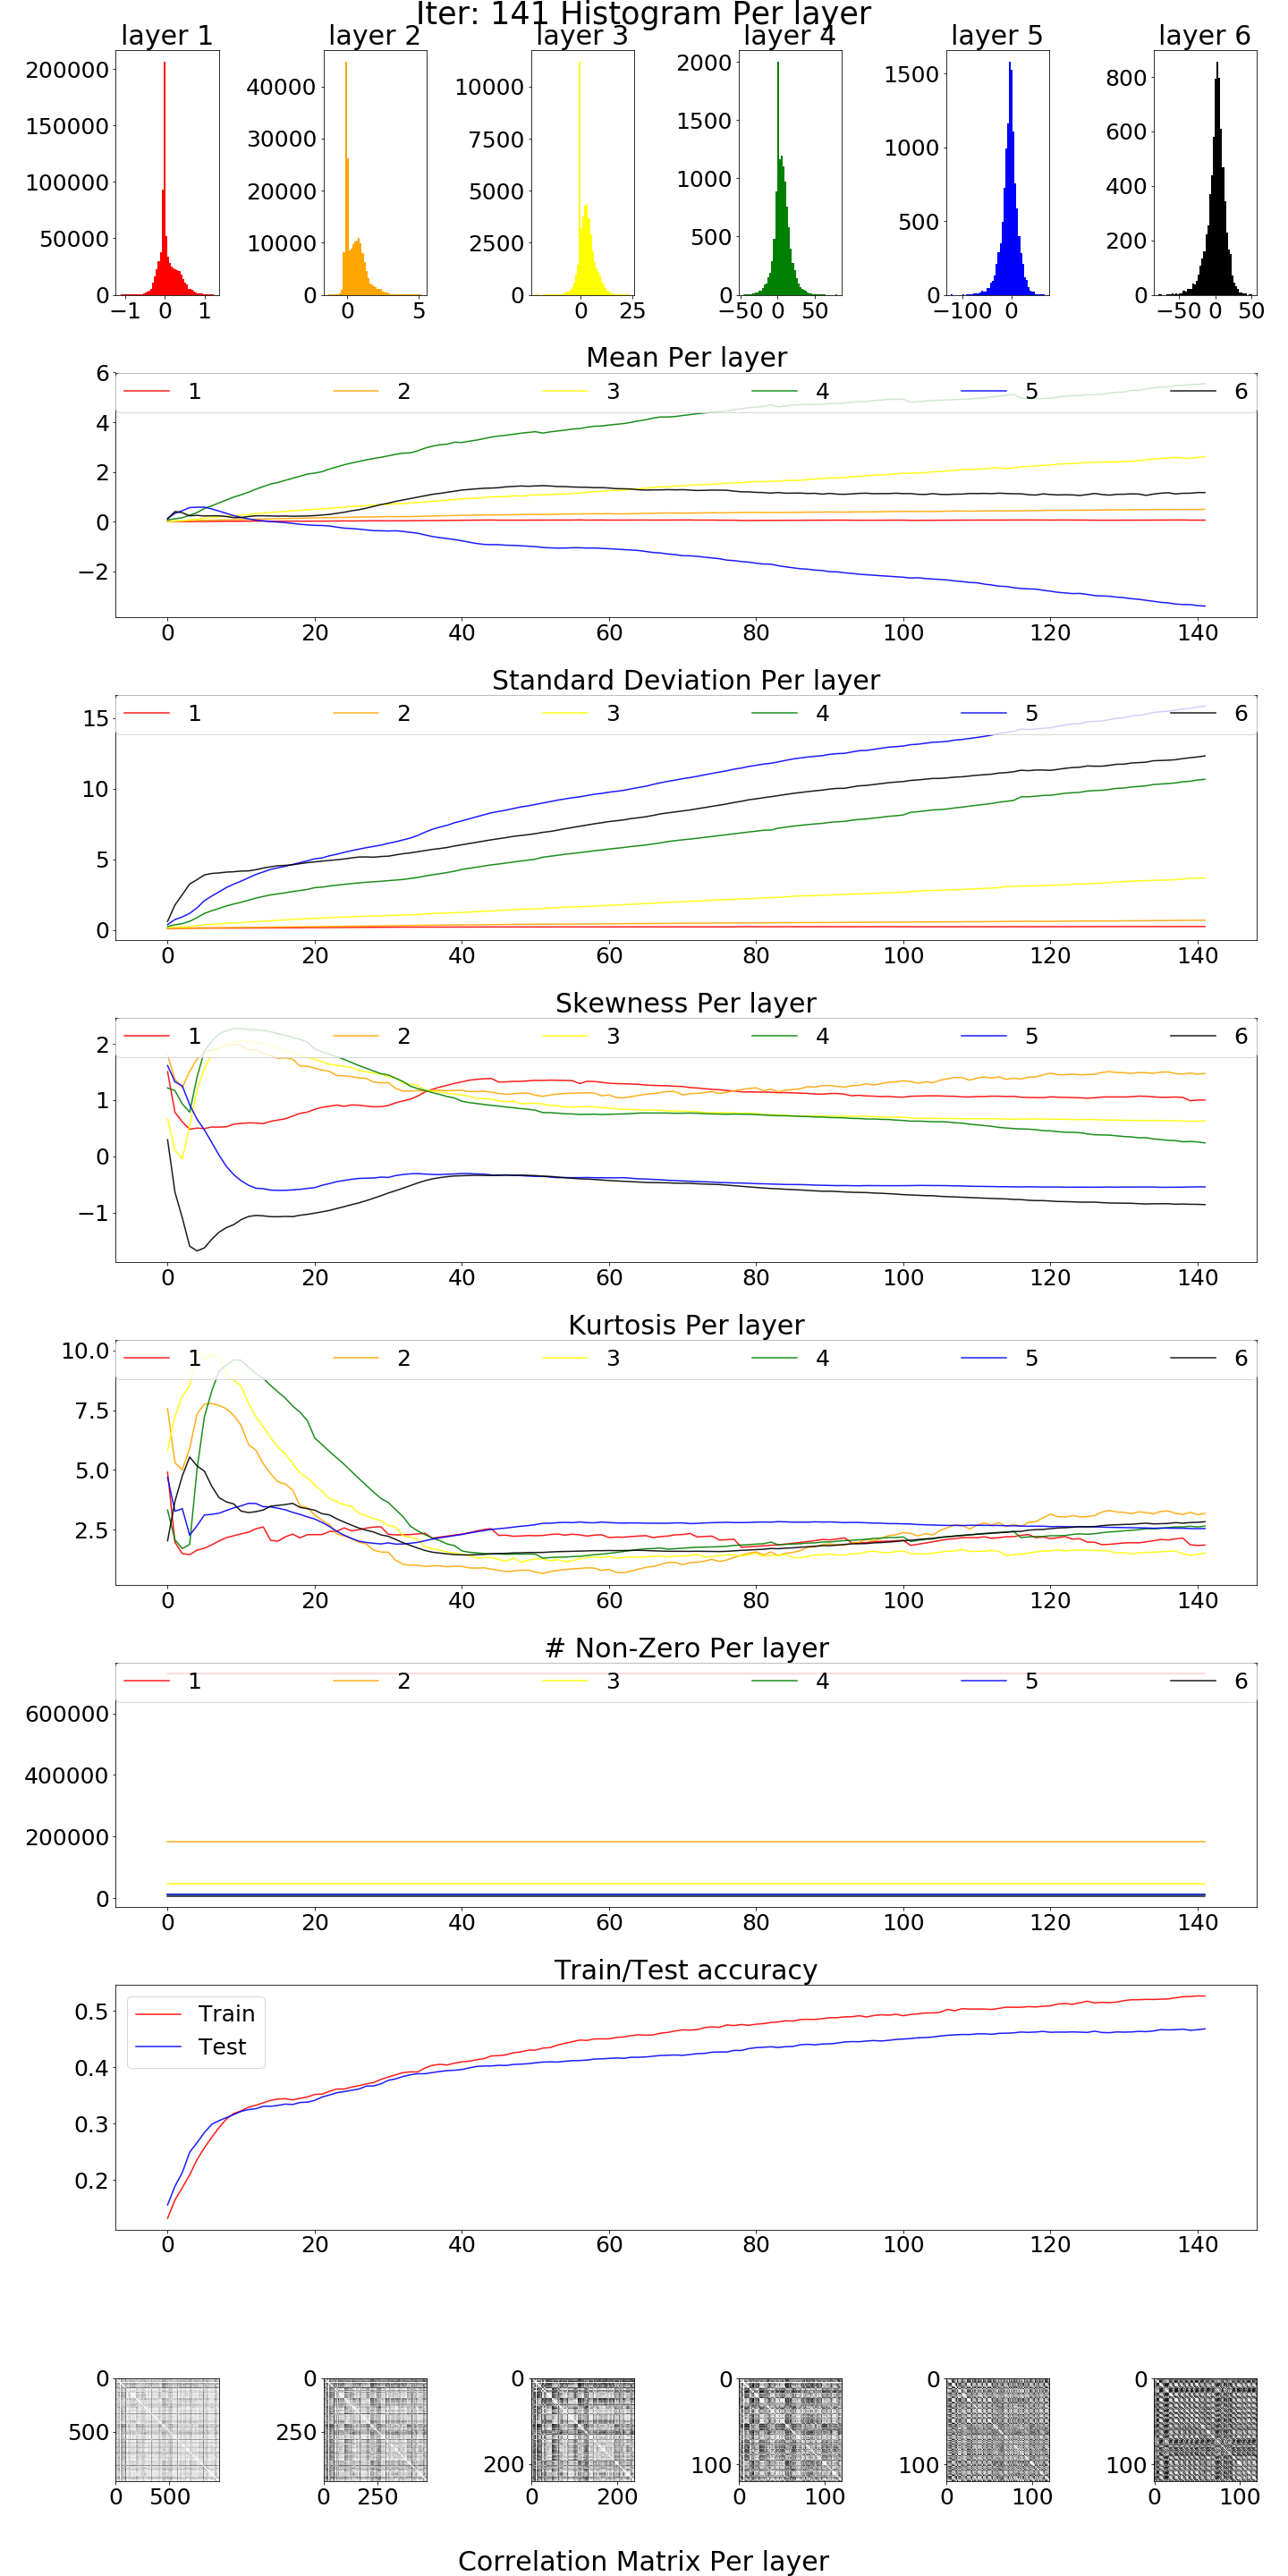 Iter: 141 Histogram Per layer
layer 1 layer 2 layer 3 layer 4 layer 5 layer 6
200000 150000 100000 50000 0
−1 0 1
40000 30000 20000 10000 0
0 5
10000 7500 5000 2500 0
0 25
2000 1500 1000 500 0
−50 0 50
1500 1000 500 0
−100 0
800 600 400 200 0
−50 0 50
Mean Per layer
1 2 3 4 5 6
6
4
2
0
−2
0 20 40 60 80 100 120 140
Standard Deviation Per layer
1 2 3 4 5 6
15
10
5
0
0 20 40 60 80 100 120 140
Skewness Per layer
1 2 3 4 5 6
2
1
0
−1
0 20 40 60 80 100 120 140
Kurtosis Per layer
1 2 3 4 5 6
10.0
7.5
5.0
2.5
0 20 40 60 80 100 120 140
# Non-Zero Per layer
1 2 3 4 5 6
600000
400000
200000
0
0 20 40 60 80 100 120 140
Train/Test accuracy
Train
Test
0.5
0.4
0.3
0.2
0 20 40 60 80 100 120 140
0 500
0 500
0 250
0 250
0 200
0 200
0 100
0 100
0 100
0 100
0 100
0 100
Correlation Matrix Per layer